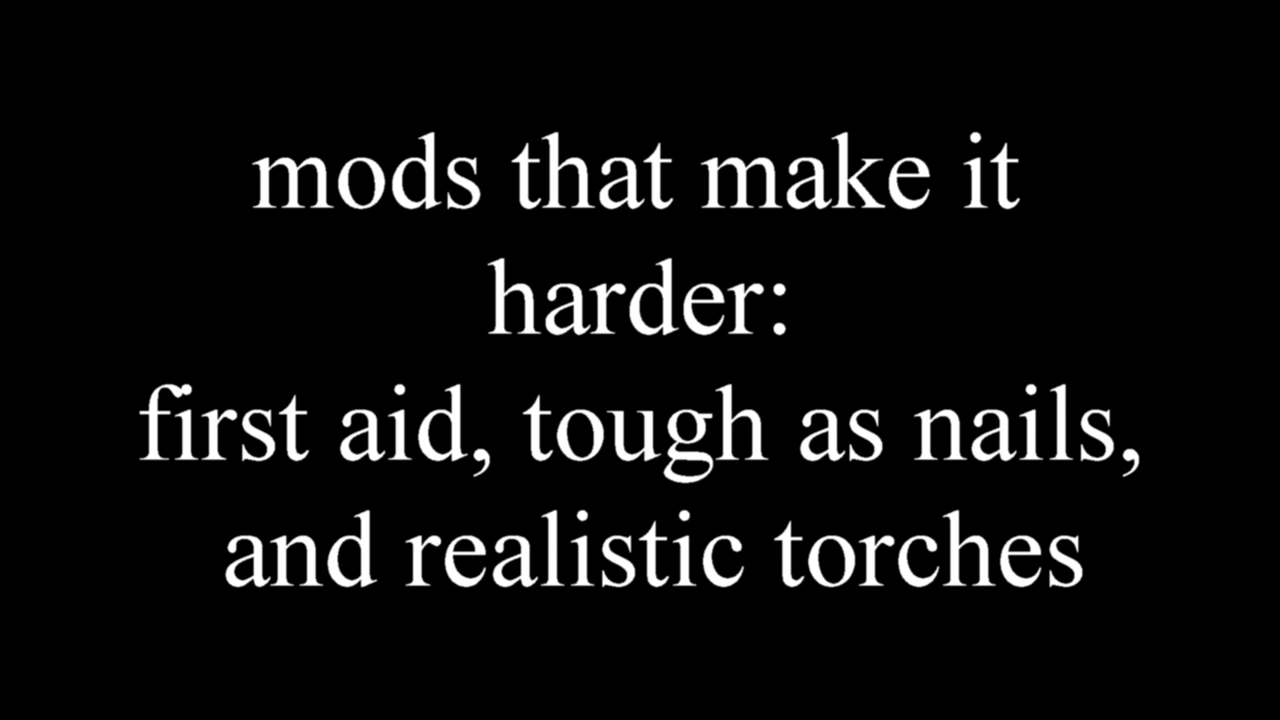 mods that make it
harder:
first aid, tough as nails,
and realistic torches